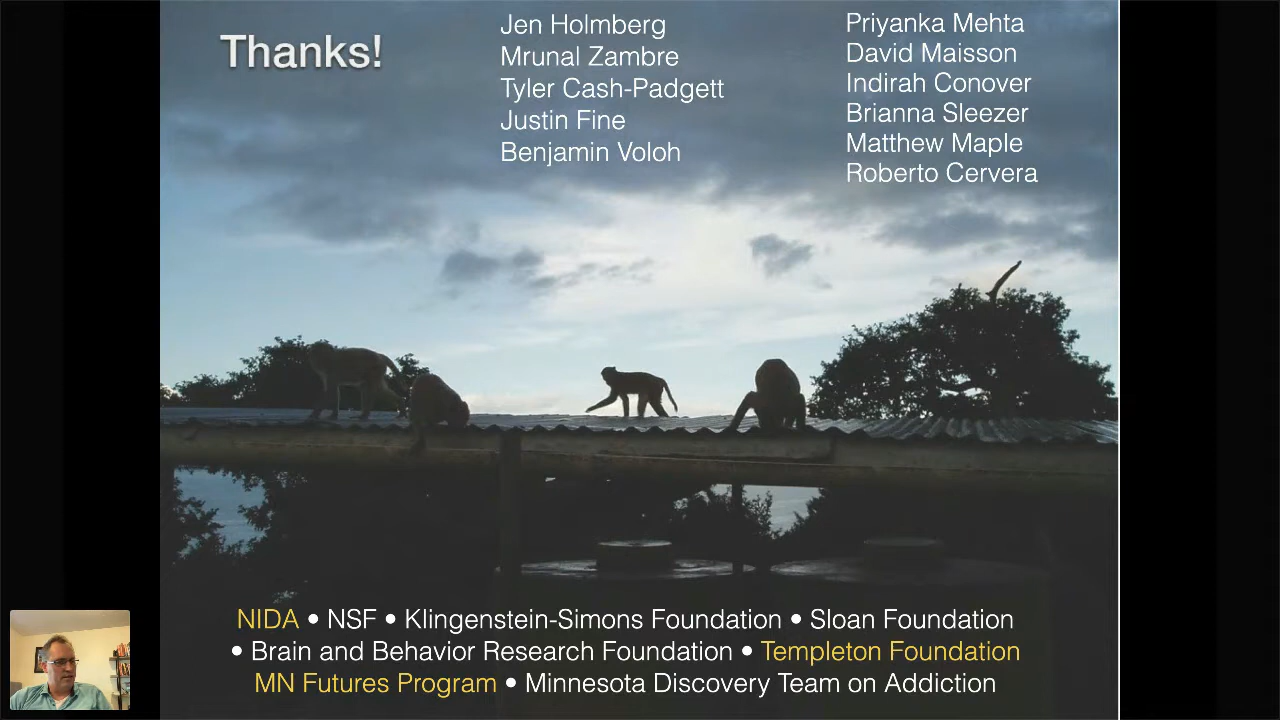 Thanks!
Jen Holmberg
Mrunal Zambre
Tyler Cash-Padgett
Justin Fine
Benjamin Voloh
Priyanka Mehta
David Maisson
Indirah Conover
Brianna Sleezer
Matthew Maple
Roberto Cervera
NIDA • NSF • Klingenstein-Simons Foundation • Sloan Foundation
• Brain and Behavior Research Foundation • Templeton Foundation
MN Futures Program • Minnesota Discovery Team on Addiction